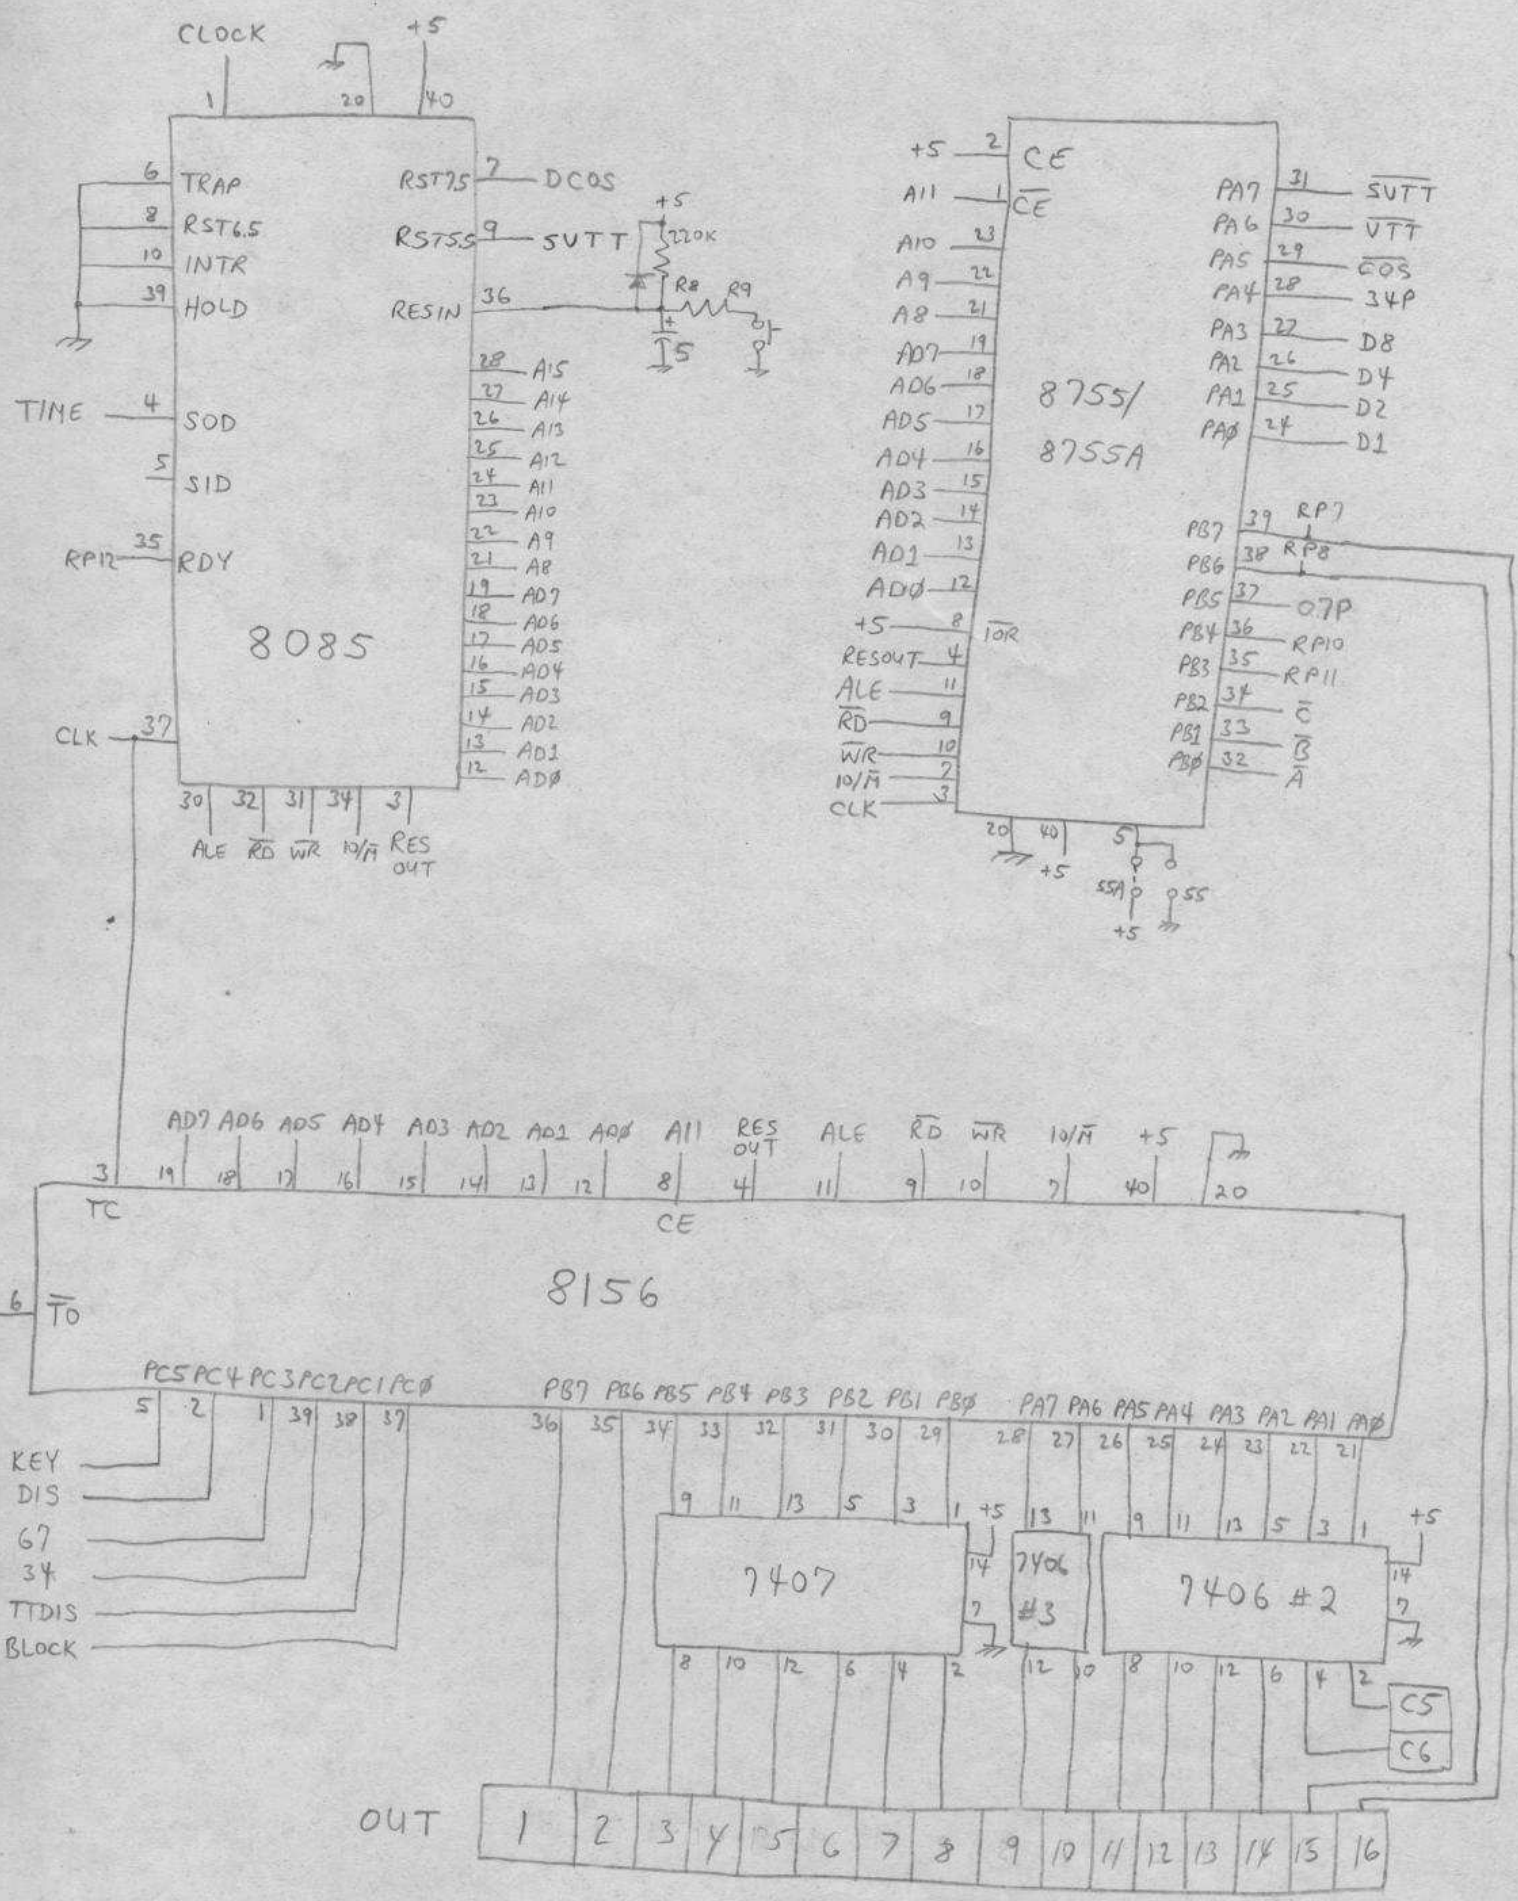 CLOCK
+5
1
20
40
6 TRAP
8 RST6.5
10 INTR
39 HOLD
RST7.5 7 DCOS
RST5.5 9 SVTT
RESIN 36
+5
220K
R8 R9
+
5
TIME 4 SOD
5 SID
RP12 35 RDY
8085
CLK 37
28 A15
27 A14
26 A13
25 A12
24 A11
23 A10
22 A9
21 A8
19 AD7
18 AD6
17 AD5
16 AD4
15 AD3
14 AD2
13 AD1
12 ADØ
30 32 31 34 3
ALE R̅D̅ W̅R̅ IO/M̅ RES
OUT
+5 2 CE
A11 1 C̅E̅
A10 23
A9 22
A8 21
AD7 19
AD6 18
AD5 17
AD4 16
AD3 15
AD2 14
AD1 13
ADØ 12
+5 8 I̅O̅R̅
RESOUT 4
ALE 11
R̅D̅ 9
W̅R̅ 10
IO/M̅ 7
CLK 3
8755/
8755A
PA7 31 S̅V̅T̅T̅
PA6 30 V̅T̅T̅
PA5 29 C̅O̅S̅
PA4 28 34P
PA3 27 D8
PA2 26 D4
PA1 25 D2
PAØ 24 D1
PB7 39 RP7
PB6 38 RP8
PB5 37 07P
PB4 36 RP10
PB3 35 RP11
PB2 34 C̅
PB1 33 B̅
PBØ 32 A̅
20 40 5
+5
55A 55
+5
AD7 AD6 AD5 AD4 AD3 AD2 AD1 ADØ A11 RES ALE R̅D̅ W̅R̅ IO/M̅ +5
OUT
3 19 18 17 16 15 14 13 12 8 4 11 9 10 7 40 20
TC CE
8156
6 T̅O̅
PC5 PC4 PC3 PC2 PC1 PCØ PB7 PB6 PB5 PB4 PB3 PB2 PB1 PBØ PA7 PA6 PA5 PA4 PA3 PA2 PA1 PAØ
5 2 1 39 38 37 36 35 34 33 32 31 30 29 28 27 26 25 24 23 22 21
KEY
DIS
67
34
TTDIS
BLOCK
9 11 13 5 3 1 +5
14
7
7407
8 10 12 6 4 2
13 11
7406
#3
12 10
9 11 13 5 3 1 +5
14
7
7406 #2
8 10 12 6 4 2
C5
C6
OUT 1 2 3 4 5 6 7 8 9 10 11 12 13 14 15 16